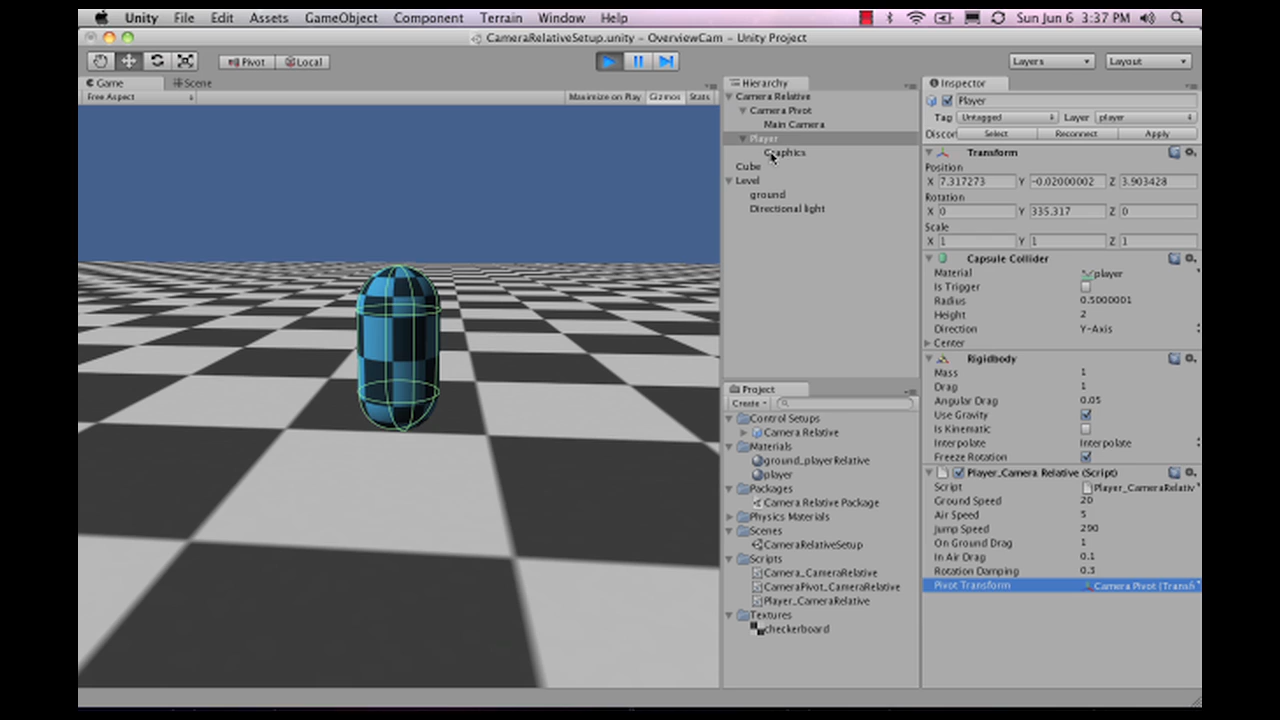 Unity File Edit Assets GameObject Component Terrain Window Help Sun Jun 6 3:37 PM
CameraRelativeSetup.unity – OverviewCam – Unity Project
Pivot Local Layers Layout
Game Scene
Free Aspect Maximize on Play Gizmos Stats
Hierarchy
Camera Relative
Camera Pivot
Main Camera
Player
Graphics
Cube
Level
ground
Directional light
Project
Create
Control Setups
Camera Relative
Materials
ground_playerRelative
player
Packages
Camera Relative Package
Physics Materials
Scenes
CameraRelativeSetup
Scripts
Camera_CameraRelative
CameraPivot_CameraRelative
Player_CameraRelative
Textures
checkerboard
Inspector
Player
Tag Untagged Layer player
Discor Select Reconnect Apply
Transform
Position
X 7.317273 Y -0.02000002 Z 3.903428
Rotation
X 0 Y 335.317 Z 0
Scale
X 1 Y 1 Z 1
Capsule Collider
Material player
Is Trigger
Radius 0.5000001
Height 2
Direction Y-Axis
Center
Rigidbody
Mass 1
Drag 1
Angular Drag 0.05
Use Gravity
Is Kinematic
Interpolate Interpolate
Freeze Rotation
Player_Camera Relative (Script)
Script Player_CameraRelativ
Ground Speed 20
Air Speed 5
Jump Speed 290
On Ground Drag 1
In Air Drag 0.1
Rotation Damping 0.3
Pivot Transform Camera Pivot (Transf